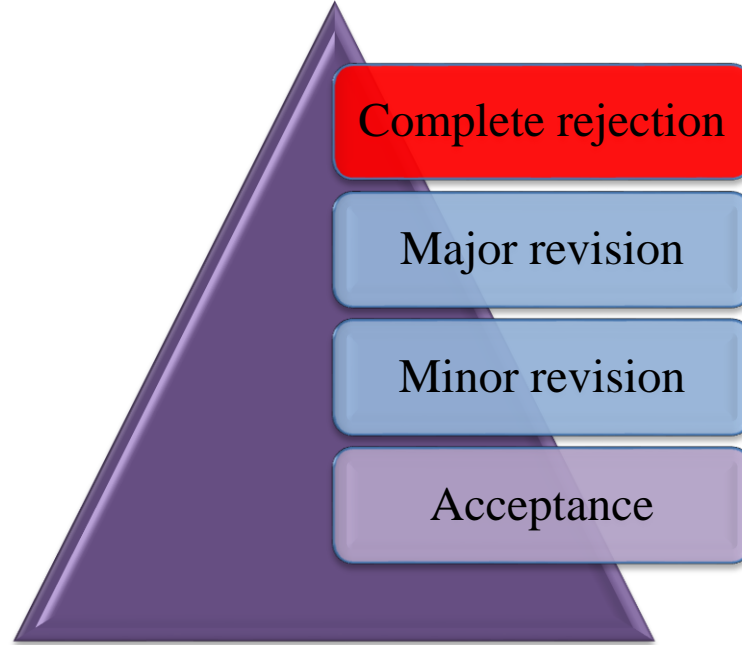 Complete rejection
Major revision
Minor revision
Acceptance